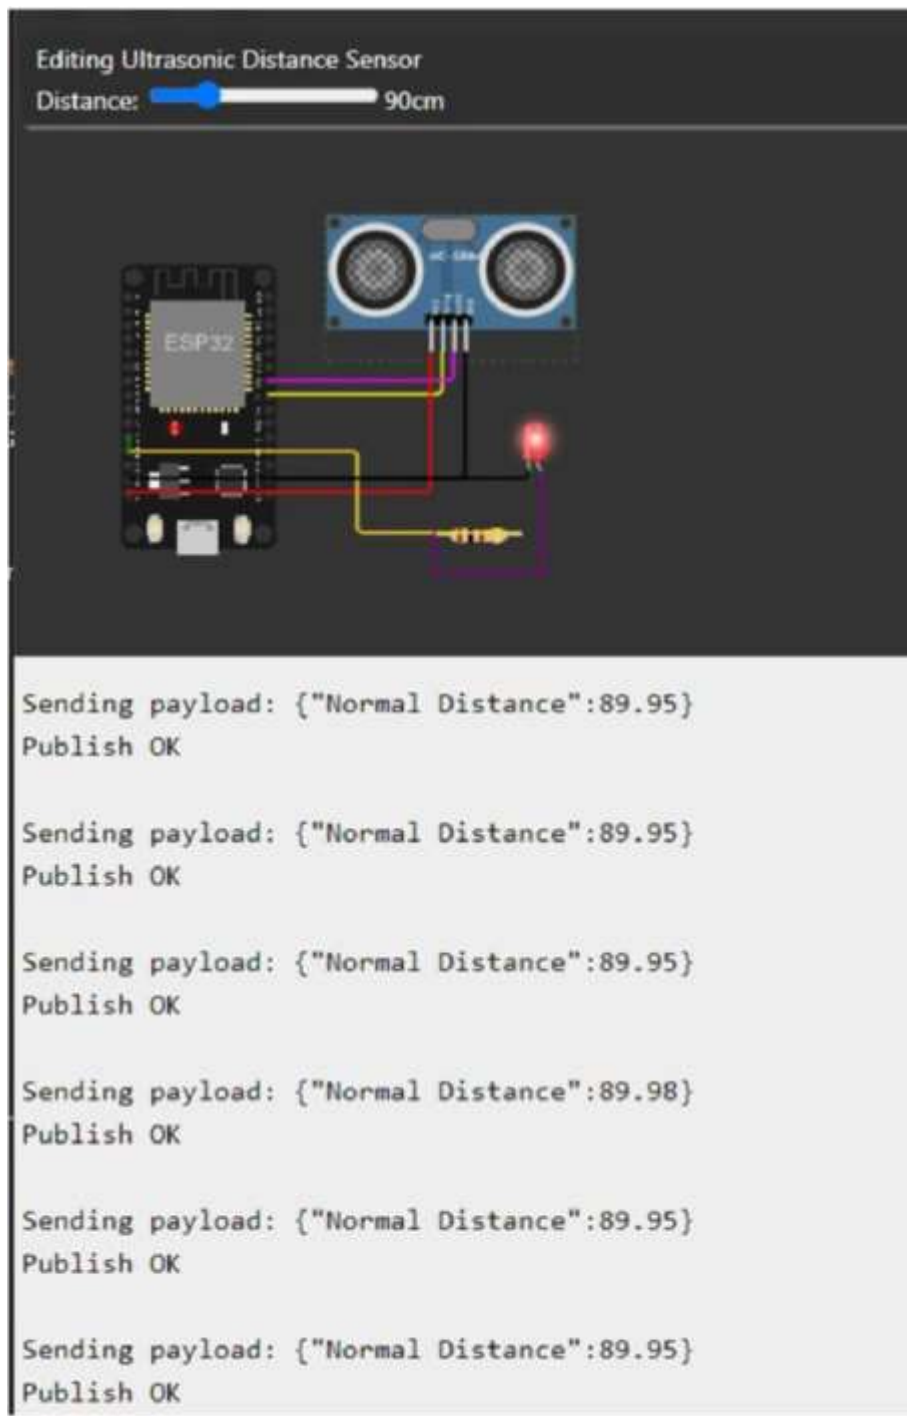 Editing Ultrasonic Distance Sensor
Distance: 90cm
ESP32
Sending payload: {"Normal Distance":89.95}
Publish OK
Sending payload: {"Normal Distance":89.95}
Publish OK
Sending payload: {"Normal Distance":89.95}
Publish OK
Sending payload: {"Normal Distance":89.98}
Publish OK
Sending payload: {"Normal Distance":89.95}
Publish OK
Sending payload: {"Normal Distance":89.95}
Publish OK